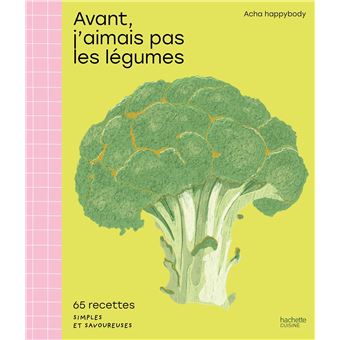 Avant,
j'aimais pas
les légumes
Acha happybody
65 recettes
SIMPLES
ET SAVOUREUSES
hachette
CUISINE